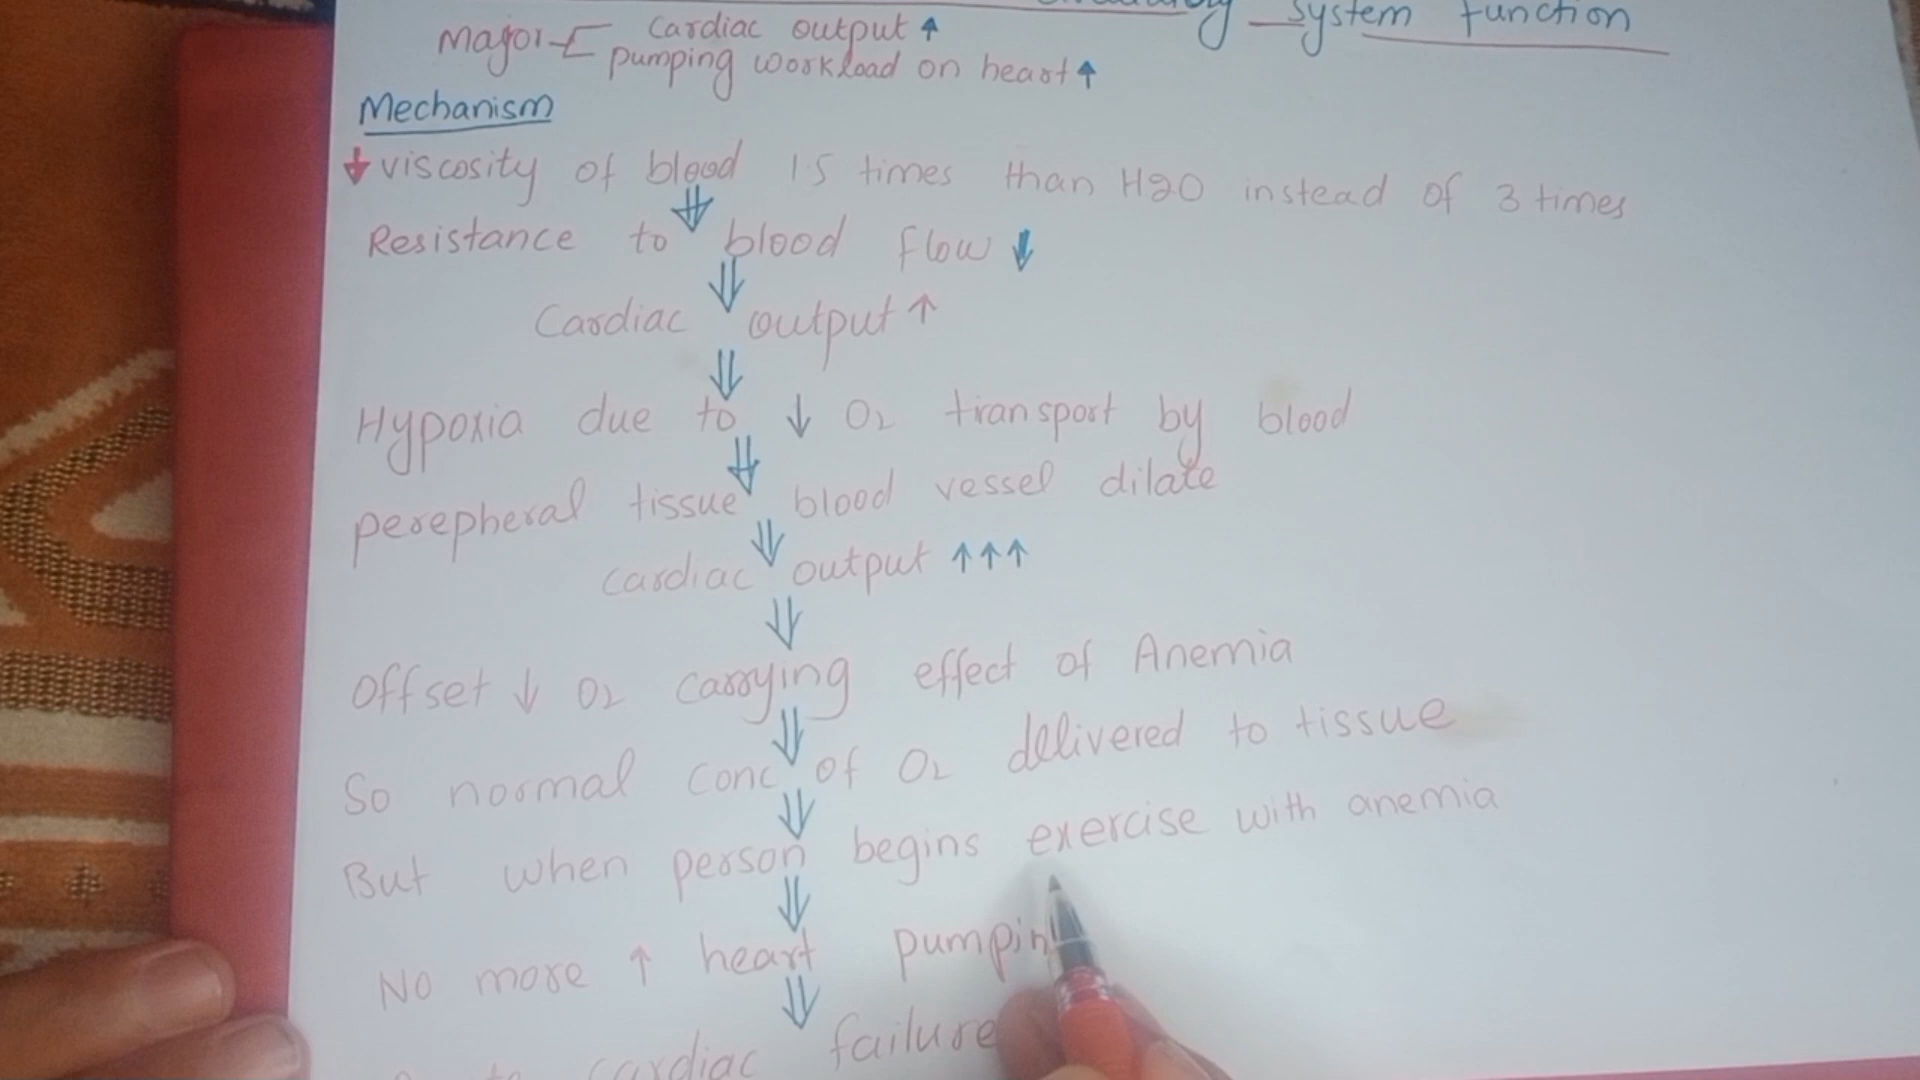 System function
Major Cardiac output ↑
pumping workload on heart ↑
Mechanism
↓ viscosity of blood 1.5 times than H2O instead of 3 times
Resistance to blood flow ↓
Cardiac output ↑
Hypoxia due to ↓ O2 transport by blood
perepheral tissue blood vessel dilate
cardiac output ↑↑↑
Offset ↓ O2 carrying effect of Anemia
So normal conc of O2 delivered to tissue
But when person begins exercise with anemia
No more ↑ heart pumpin
cardiac failure